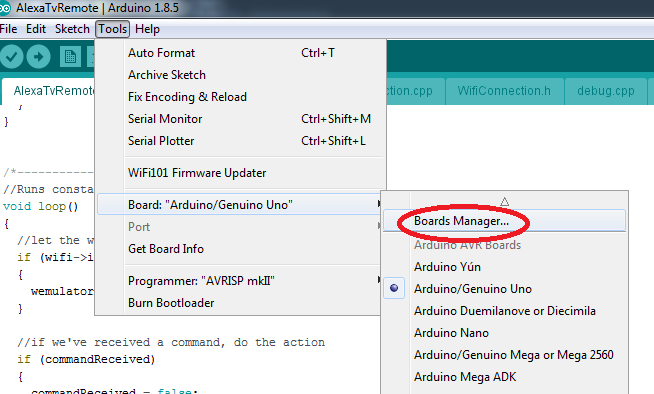 AlexaTvRemote | Arduino 1.8.5
File Edit Sketch Tools Help
Auto Format Ctrl+T
Archive Sketch
Fix Encoding & Reload
Serial Monitor Ctrl+Shift+M
Serial Plotter Ctrl+Shift+L
WiFi101 Firmware Updater
Board: "Arduino/Genuino Uno"
Port
Get Board Info
Programmer: "AVRISP mkII"
Burn Bootloader
Boards Manager...
Arduino AVR Boards
Arduino Yún
Arduino/Genuino Uno
Arduino Duemilanove or Diecimila
Arduino Nano
Arduino/Genuino Mega or Mega 2560
Arduino Mega ADK
AlexaTvRemote ction.cpp WifiConnection.h debug.cpp
}
}
/*-----------
//Runs consta
void loop()
{
//let the w
if (wifi->i
{
wemulator
}
//if we've received a command, do the action
if (commandReceived)
{
commandReceived = false;